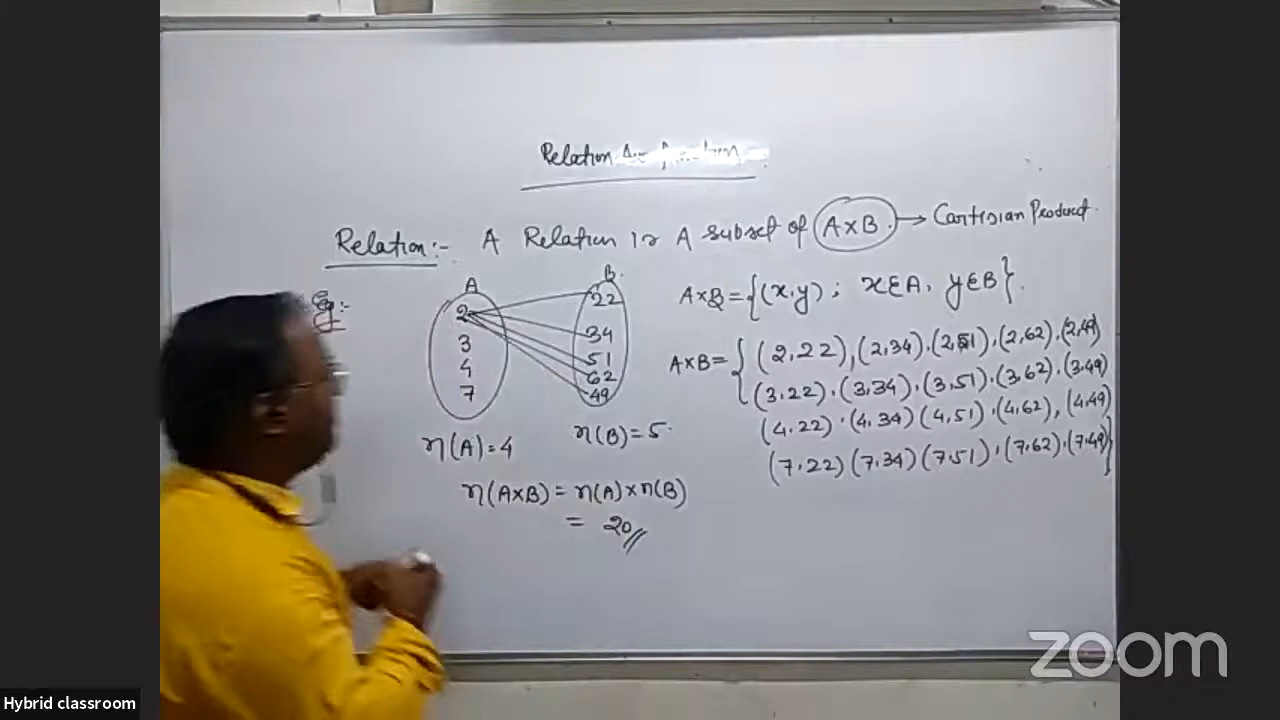 Relation
Relation:- A Relation is A subset of A×B. → Cartesian Product.
Eg:- A B.
A×B = {(x,y) ; x∈A, y∈B}.
2 22
3 34
4 51
7 62
49
A×B = { (2,22), (2,34), (2,51), (2,62), (2,49)
(3,22), (3,34), (3,51), (3,62), (3,49)
(4,22), (4,34) (4,51), (4,62), (4,49)
(7,22) (7,34) (7,51), (7,62), (7,49) }
n(A)=4 n(B)=5.
n(A×B) = n(A)×n(B)
= 20//
zoom
Hybrid classroom